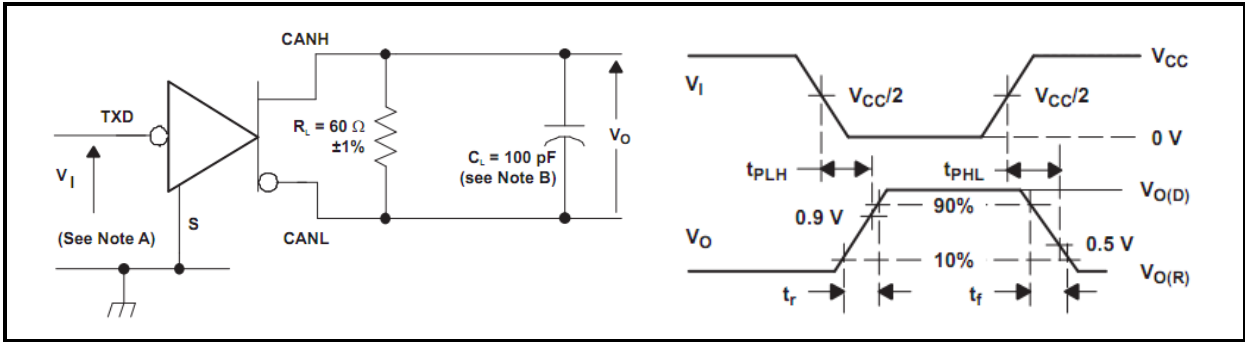 CANH
TXD
R_L = 60 Ω
±1%
C_L = 100 pF
(see Note B)
V_O
V_I
(See Note A)
S
CANL
V_I
V_CC
V_CC/2
V_CC/2
0 V
t_PLH
t_PHL
V_O(D)
90%
0.9 V
V_O
0.5 V
10%
V_O(R)
t_r
t_f